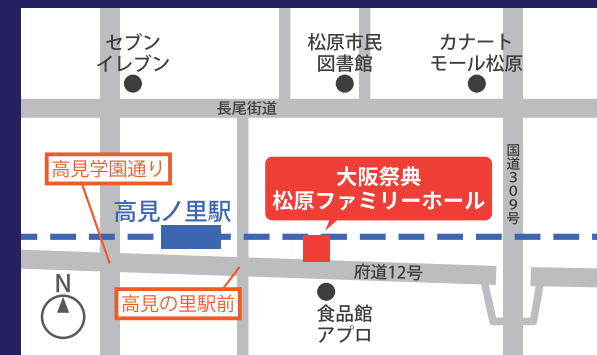 セブン
イレブン
松原市民
図書館
カナート
モール松原
長尾街道
国道309号
高見学園通り
大阪祭典
松原ファミリーホール
高見ノ里駅
府道12号
高見の里駅前
N
食品館
アプロ